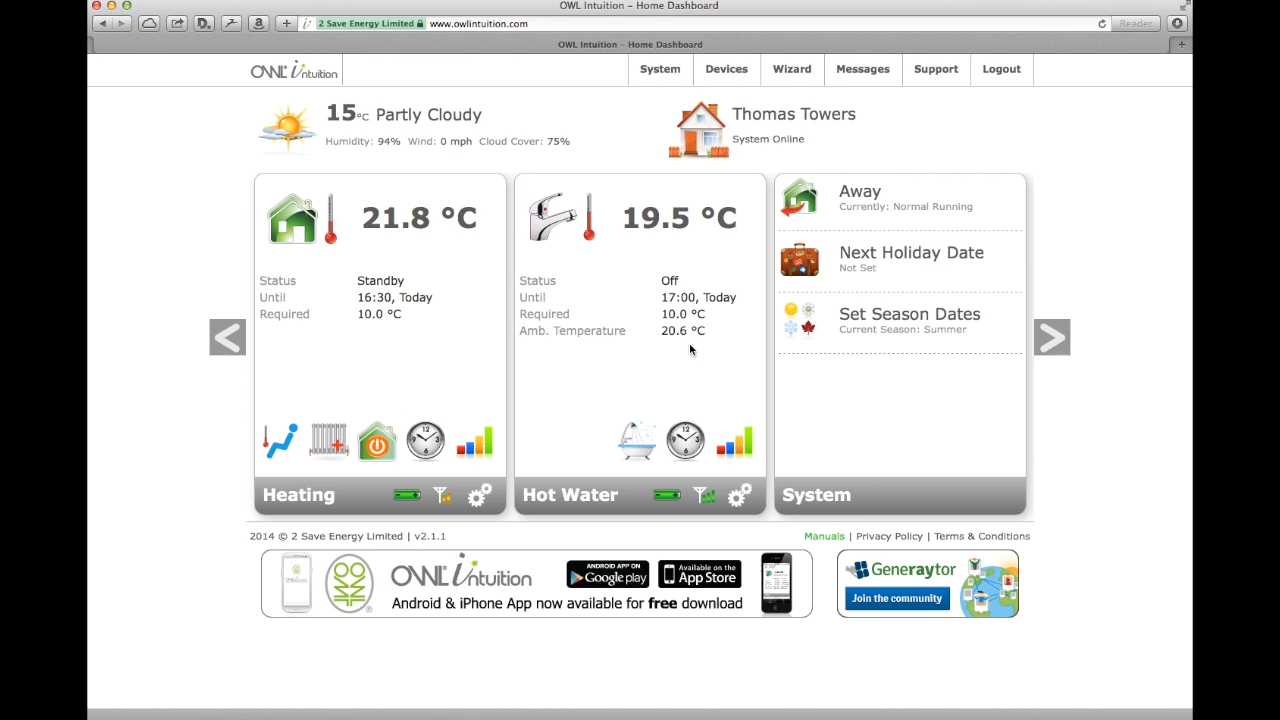 OWL Intuition – Home Dashboard
2 Save Energy Limited www.owlintuition.com Reader
OWL Intuition – Home Dashboard
OWL intuition System Devices Wizard Messages Support Logout
15°C Partly Cloudy
Humidity: 94% Wind: 0 mph Cloud Cover: 75%
Thomas Towers
System Online
21.8 °C
Status Standby
Until 16:30, Today
Required 10.0 °C
Heating
19.5 °C
Status Off
Until 17:00, Today
Required 10.0 °C
Amb. Temperature 20.6 °C
Hot Water
Away
Currently: Normal Running
Next Holiday Date
Not Set
Set Season Dates
Current Season: Summer
System
2014 © 2 Save Energy Limited | v2.1.1
Manuals | Privacy Policy | Terms & Conditions
OWL
OWL intuition
ANDROID APP ON
Google play
Available on the
App Store
Android & iPhone App now available for free download
Generaytor
Join the community